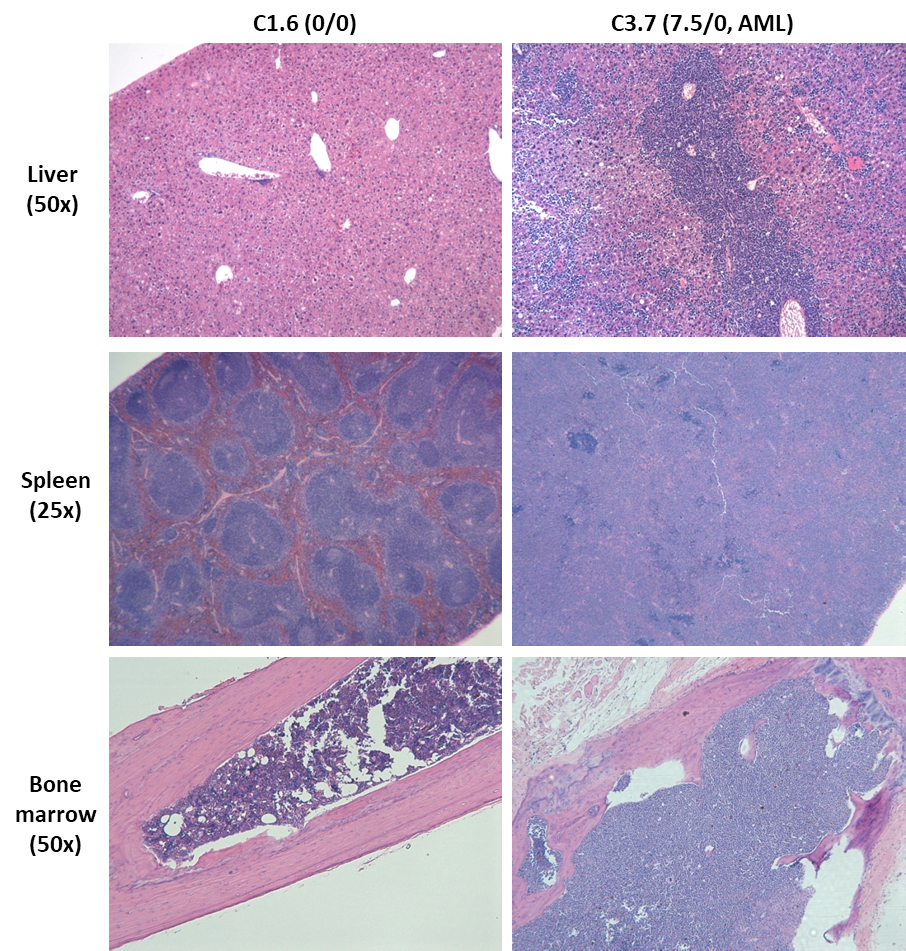 C1.6 (0/0)
C3.7 (7.5/0, AML)
Liver
(50x)
Spleen
(25x)
Bone
marrow
(50x)